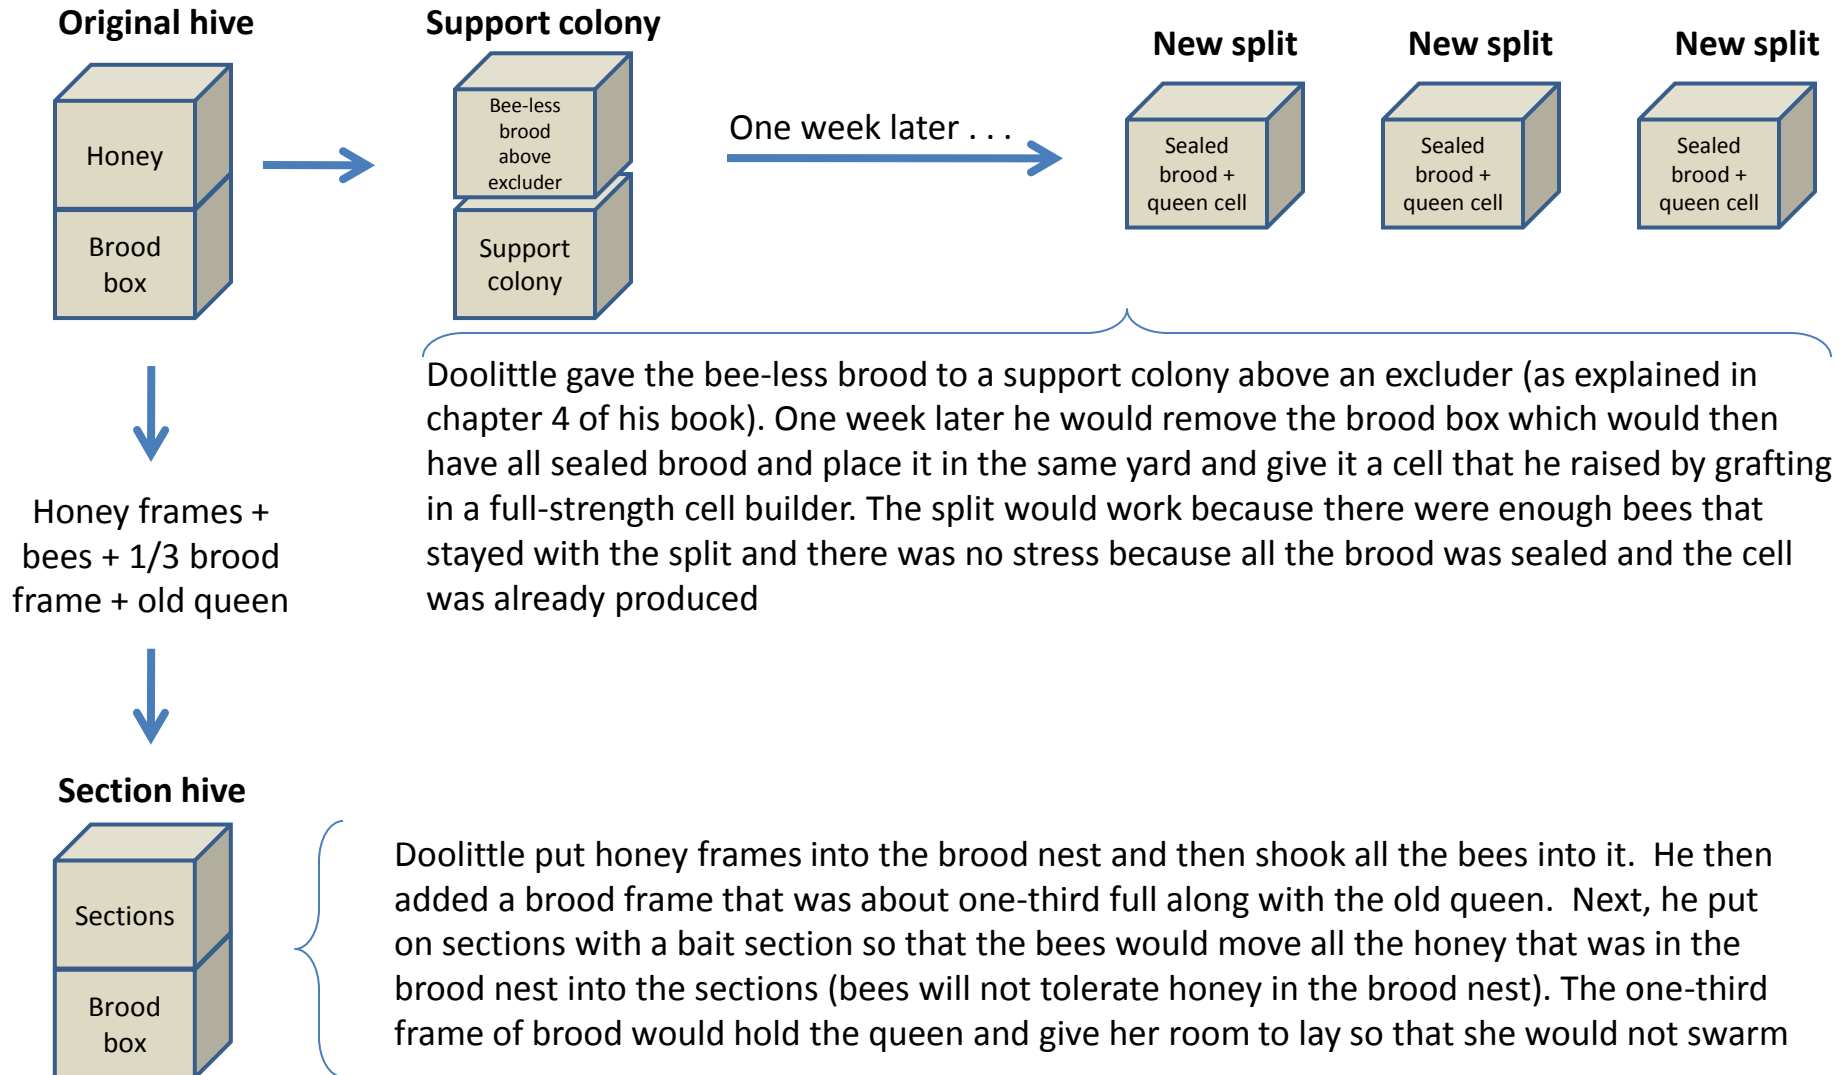 Original hive
Honey
Brood
box
Support colony
Bee-less
brood
above
excluder
Support
colony
One week later . . .
New split
Sealed
brood +
queen cell
New split
Sealed
brood +
queen cell
New split
Sealed
brood +
queen cell
Doolittle gave the bee-less brood to a support colony above an excluder (as explained in
chapter 4 of his book). One week later he would remove the brood box which would then
have all sealed brood and place it in the same yard and give it a cell that he raised by grafting
in a full-strength cell builder. The split would work because there were enough bees that
stayed with the split and there was no stress because all the brood was sealed and the cell
was already produced
Honey frames +
bees + 1/3 brood
frame + old queen
Section hive
Sections
Brood
box
Doolittle put honey frames into the brood nest and then shook all the bees into it.  He then
added a brood frame that was about one-third full along with the old queen.  Next, he put
on sections with a bait section so that the bees would move all the honey that was in the
brood nest into the sections (bees will not tolerate honey in the brood nest). The one-third
frame of brood would hold the queen and give her room to lay so that she would not swarm